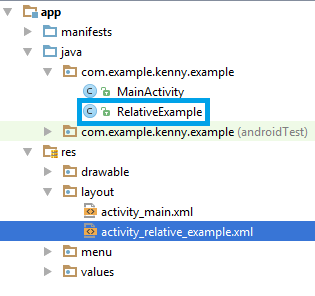 app
manifests
java
com.example.kenny.example
MainActivity
RelativeExample
com.example.kenny.example (androidTest)
res
drawable
layout
activity_main.xml
activity_relative_example.xml
menu
values